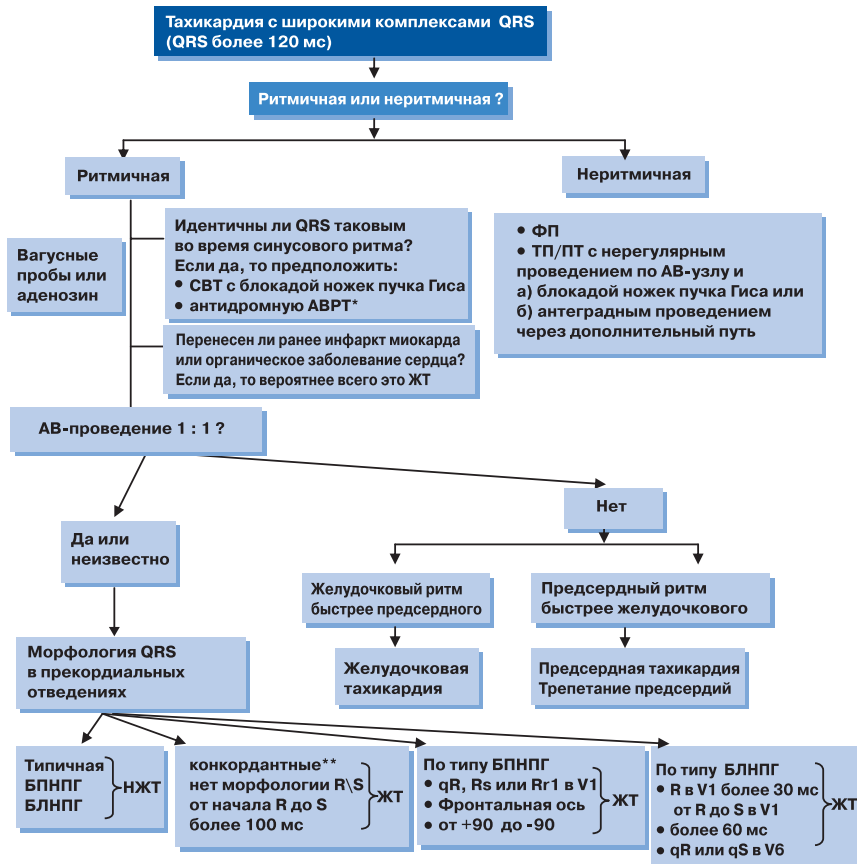 Тахикардия с широкими комплексами QRS
(QRS более 120 мс)
Ритмичная или неритмичная ?
Ритмичная
Неритмичная
Вагусные
пробы или
аденозин
Идентичны ли QRS таковым
во время синусового ритма?
Если да, то предположить:
• СВТ с блокадой ножек пучка Гиса
• антидромную АВРТ*
• ФП
• ТП/ПТ с нерегулярным
проведением по АВ-узлу и
а) блокадой ножек пучка Гиса или
б) антеградным проведением
через дополнительный путь
Перенесен ли ранее инфаркт миокарда
или органическое заболевание сердца?
Если да, то вероятнее всего это ЖТ
АВ-проведение 1 : 1 ?
Нет
Да или
неизвестно
Желудочковый ритм
быстрее предсердного
Предсердный ритм
быстрее желудочкового
Морфология QRS
в прекордиальных
отведениях
Желудочковая
тахикардия
Предсердная тахикардия
Трепетание предсердий
Типичная
БПНПГ
БЛНПГ
НЖТ
конкордантные**
нет морфологии R\S
от начала R до S
более 100 мс
ЖТ
По типу БПНПГ
• qR, Rs или Rr1 в V1
• Фронтальная ось
• от +90 до -90
ЖТ
По типу БЛНПГ
• R в V1 более 30 мс
от R до S в V1
• более 60 мс
• qR или qS в V6
ЖТ